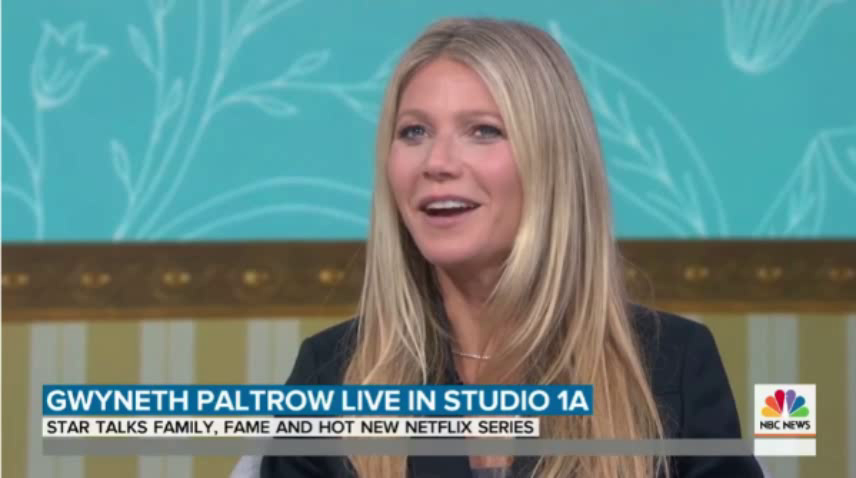 GWYNETH PALTROW LIVE IN STUDIO 1A
STAR TALKS FAMILY, FAME AND HOT NEW NETFLIX SERIES
NBC NEWS